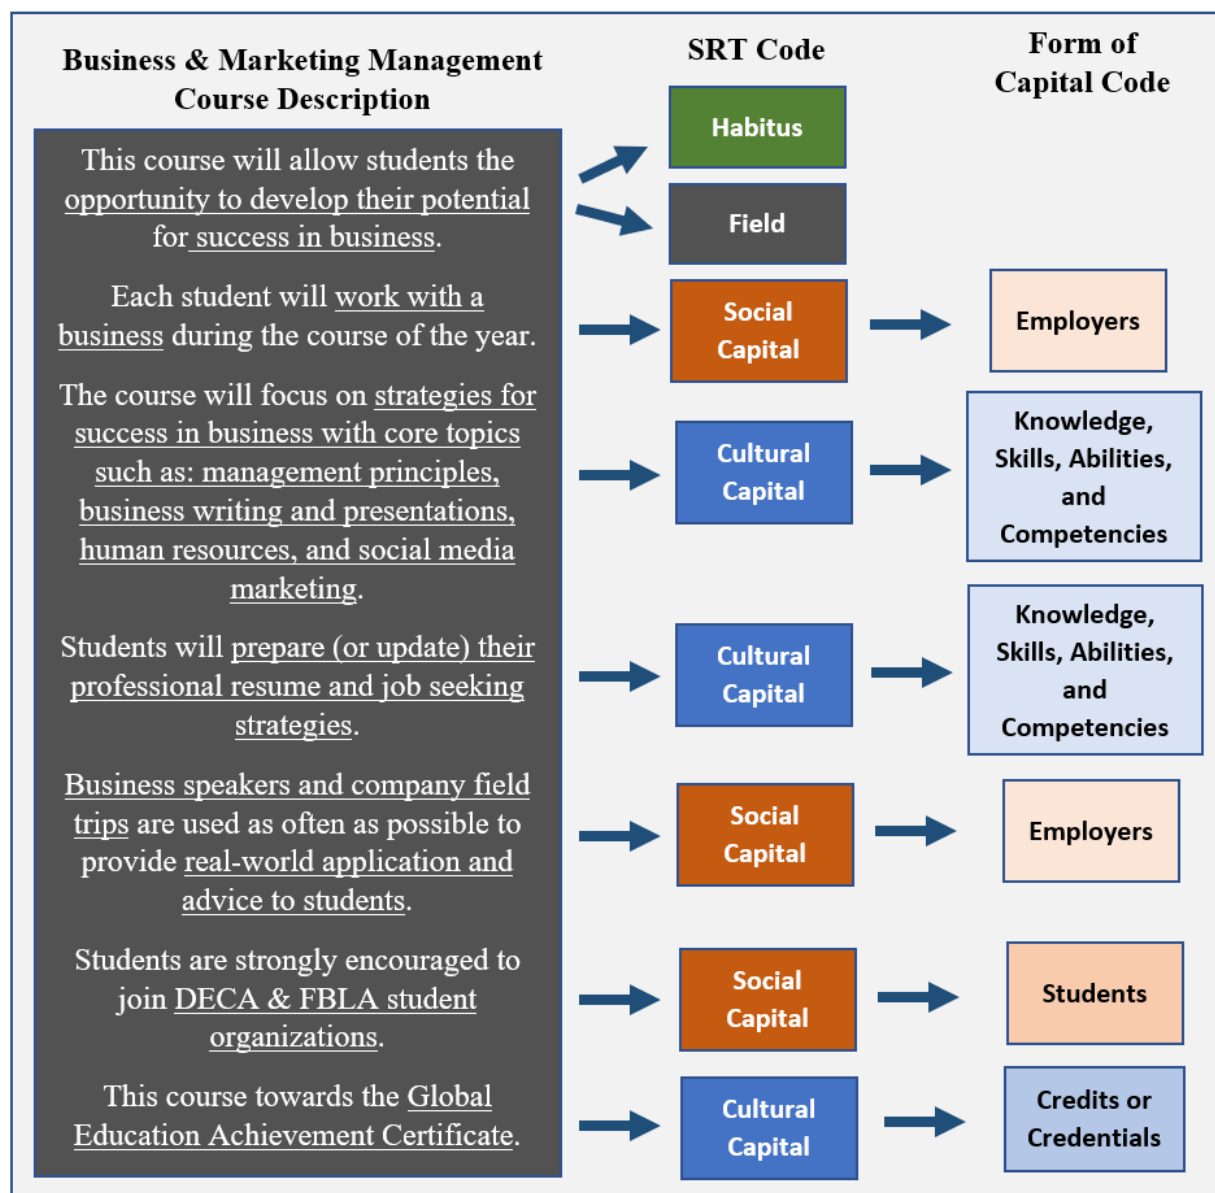 Business & Marketing Management
Course Description
SRT Code
Form of
Capital Code
This course will allow students the
opportunity to develop their potential
for success in business.
Habitus
Field
Each student will work with a
business during the course of the year.
Social
Capital
Employers
The course will focus on strategies for
success in business with core topics
such as: management principles,
business writing and presentations,
human resources, and social media
marketing.
Cultural
Capital
Knowledge,
Skills, Abilities,
and
Competencies
Students will prepare (or update) their
professional resume and job seeking
strategies.
Cultural
Capital
Knowledge,
Skills, Abilities,
and
Competencies
Business speakers and company field
trips are used as often as possible to
provide real-world application and
advice to students.
Social
Capital
Employers
Students are strongly encouraged to
join DECA & FBLA student
organizations.
Social
Capital
Students
This course towards the Global
Education Achievement Certificate.
Cultural
Capital
Credits or
Credentials